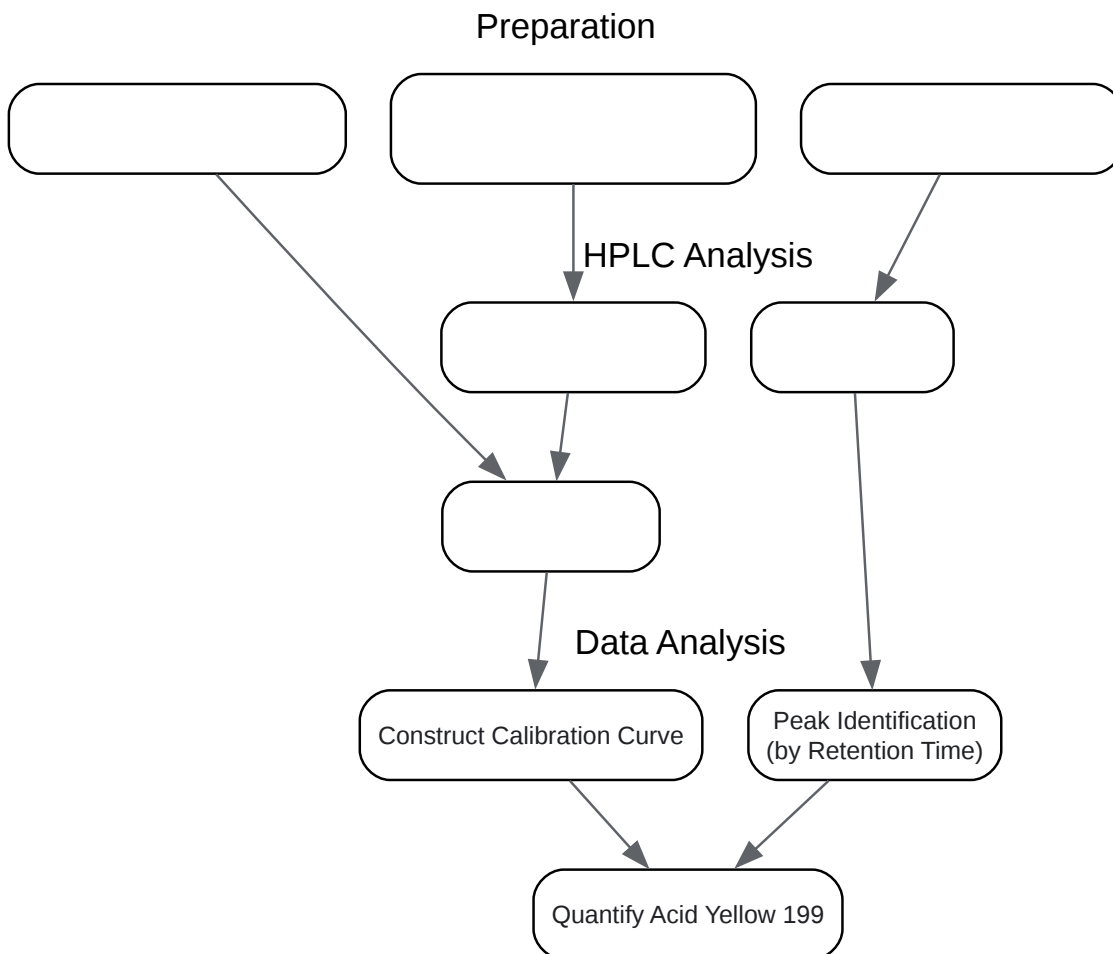 Preparation
HPLC Analysis
Data Analysis
Construct Calibration Curve
Peak Identification
(by Retention Time)
Quantify Acid Yellow 199